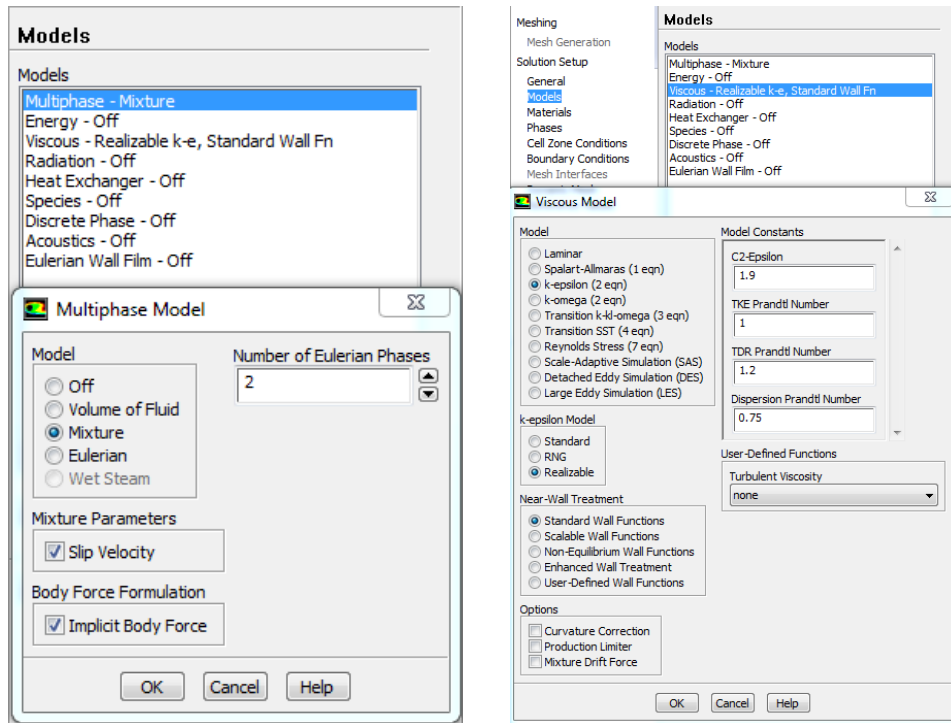 Models
Models
Multiphase - Mixture
Energy - Off
Viscous - Realizable k-e, Standard Wall Fn
Radiation - Off
Heat Exchanger - Off
Species - Off
Discrete Phase - Off
Acoustics - Off
Eulerian Wall Film - Off
Multiphase Model
Model
Off
Volume of Fluid
Mixture
Eulerian
Wet Steam
Number of Eulerian Phases
2
Mixture Parameters
Slip Velocity
Body Force Formulation
Implicit Body Force
OK Cancel Help
Meshing
Mesh Generation
Solution Setup
General
Models
Materials
Phases
Cell Zone Conditions
Boundary Conditions
Mesh Interfaces
Models
Models
Multiphase - Mixture
Energy - Off
Viscous - Realizable k-e, Standard Wall Fn
Radiation - Off
Heat Exchanger - Off
Species - Off
Discrete Phase - Off
Acoustics - Off
Eulerian Wall Film - Off
Viscous Model
Model
Laminar
Spalart-Allmaras (1 eqn)
k-epsilon (2 eqn)
k-omega (2 eqn)
Transition k-kl-omega (3 eqn)
Transition SST (4 eqn)
Reynolds Stress (7 eqn)
Scale-Adaptive Simulation (SAS)
Detached Eddy Simulation (DES)
Large Eddy Simulation (LES)
k-epsilon Model
Standard
RNG
Realizable
Near-Wall Treatment
Standard Wall Functions
Scalable Wall Functions
Non-Equilibrium Wall Functions
Enhanced Wall Treatment
User-Defined Wall Functions
Options
Curvature Correction
Production Limiter
Mixture Drift Force
Model Constants
C2-Epsilon
1.9
TKE Prandtl Number
1
TDR Prandtl Number
1.2
Dispersion Prandtl Number
0.75
User-Defined Functions
Turbulent Viscosity
none
OK Cancel Help